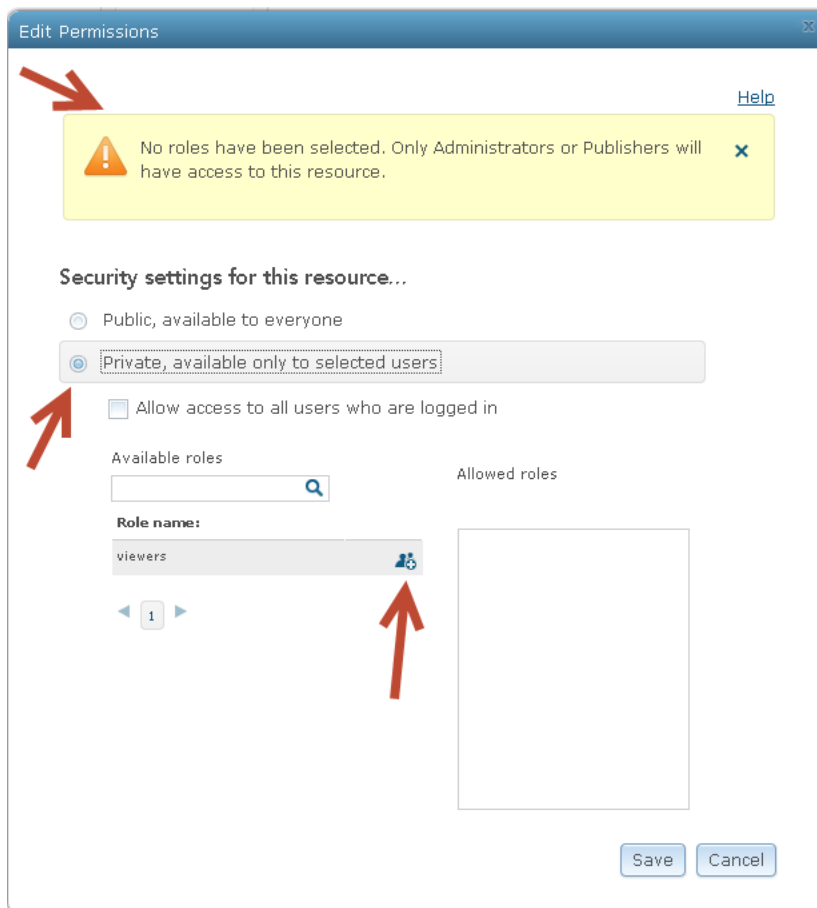 Edit Permissions
Help
No roles have been selected. Only Administrators or Publishers will
have access to this resource.
Security settings for this resource...
Public, available to everyone
Private, available only to selected users
Allow access to all users who are logged in
Available roles
Allowed roles
Role name:
viewers
1
Save
Cancel